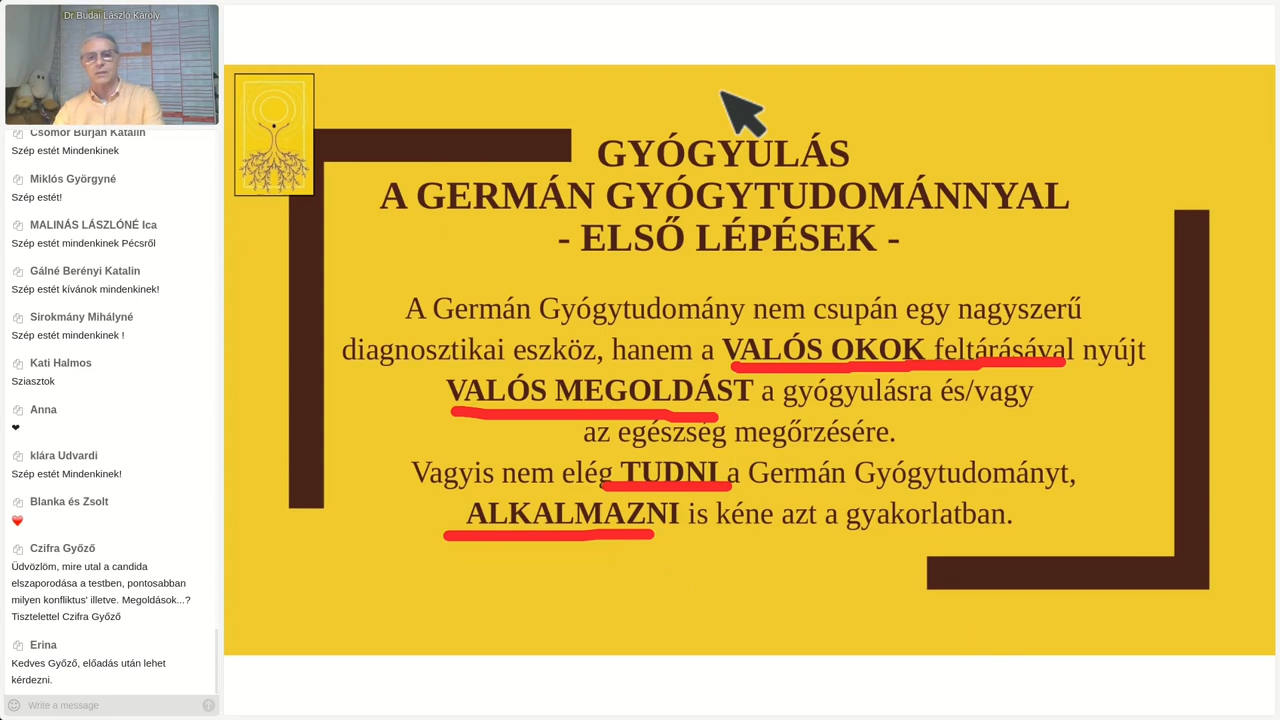 Dr Budai László Károly
Csomor Burján Katalin
Szép estét Mindenkinek
Miklós Györgyné
Szép estét!
MALINÁS LÁSZLÓNÉ Ica
Szép estét mindenkinek Pécsről
Gálné Berényi Katalin
Szép estét kívánok mindenkinek!
Sirokmány Mihályné
Szép estét mindenkinek !
Kati Halmos
Sziasztok
Anna
❤
klára Udvardi
Szép estét Mindenkinek!
Blanka és Zsolt
❤️
Czifra Győző
Üdvözlöm, mire utal a candida
elszaporodása a testben, pontosabban
milyen konfliktus' illetve. Megoldások...?
Tisztelettel Czifra Győző
Erina
Kedves Győző, előadás után lehet
kérdezni.
Write a message
GYÓGYULÁS
A GERMÁN GYÓGYTUDOMÁNNYAL
- ELSŐ LÉPÉSEK -
A Germán Gyógytudomány nem csupán egy nagyszerű
diagnosztikai eszköz, hanem a VALÓS OKOK feltárásával nyújt
VALÓS MEGOLDÁST a gyógyulásra és/vagy
az egészség megőrzésére.
Vagyis nem elég TUDNI a Germán Gyógytudományt,
ALKALMAZNI is kéne azt a gyakorlatban.